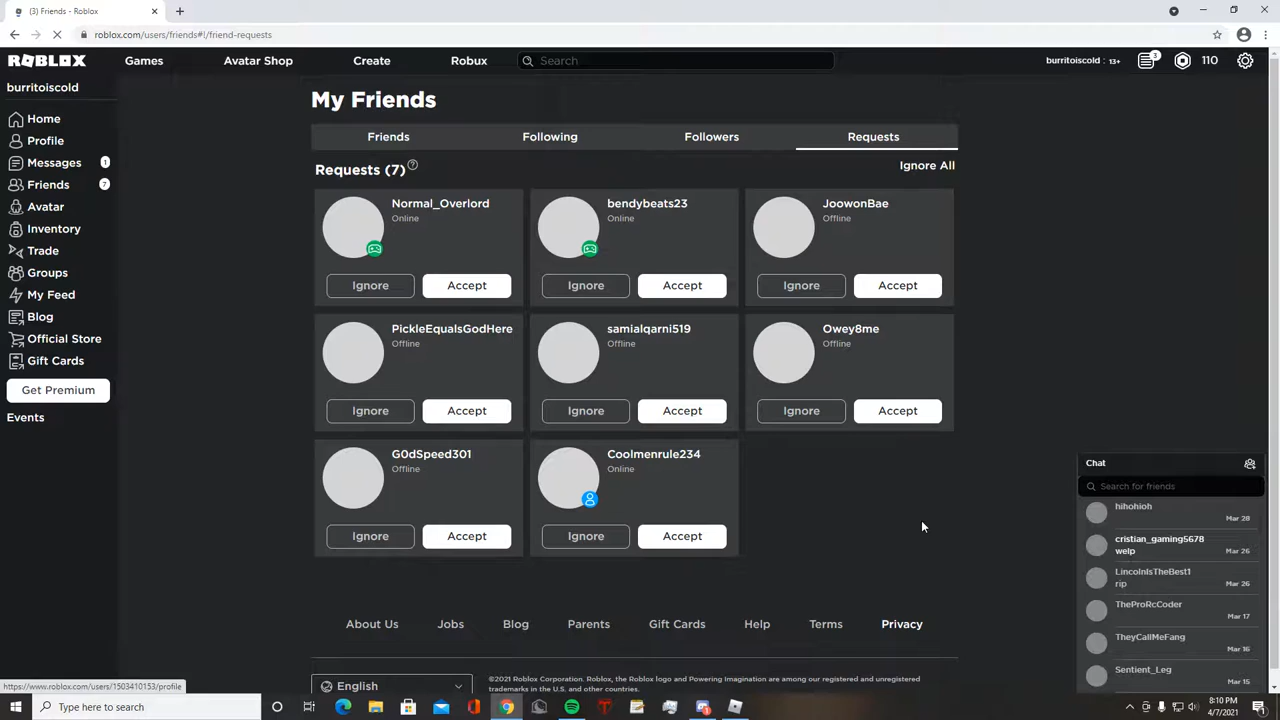 (3) Friends - Roblox
roblox.com/users/friends#!/friend-requests
ROBLOX
Games
Avatar Shop
Create
Robux
Search
burritoiscold : 13+
3
110
burritoiscold
Home
Profile
Messages
1
Friends
7
Avatar
Inventory
Trade
Groups
My Feed
Blog
Official Store
Gift Cards
Get Premium
Events
My Friends
Friends
Following
Followers
Requests
Requests (7)
?
Ignore All
Normal_Overlord
Online
Ignore
Accept
bendybeats23
Online
Ignore
Accept
JoowonBae
Offline
Ignore
Accept
PickleEqualsGodHere
Offline
Ignore
Accept
samialqarni519
Offline
Ignore
Accept
Owey8me
Offline
Ignore
Accept
G0dSpeed301
Offline
Ignore
Accept
Coolmenrule234
Online
Ignore
Accept
Chat
Search for friends
hihohioh
Mar 28
cristian_gaming5678
welp
Mar 26
LincolnIsTheBest1
rip
Mar 26
TheProRcCoder
Mar 17
TheyCallMeFang
Mar 16
Sentient_Leg
Mar 15
About Us
Jobs
Blog
Parents
Gift Cards
Help
Terms
Privacy
English
©2021 Roblox Corporation. Roblox, the Roblox logo and Powering Imagination are among our registered and unregistered
trademarks in the U.S. and other countries.
https://www.roblox.com/users/1503410153/profile
Type here to search
8:10 PM
4/7/2021